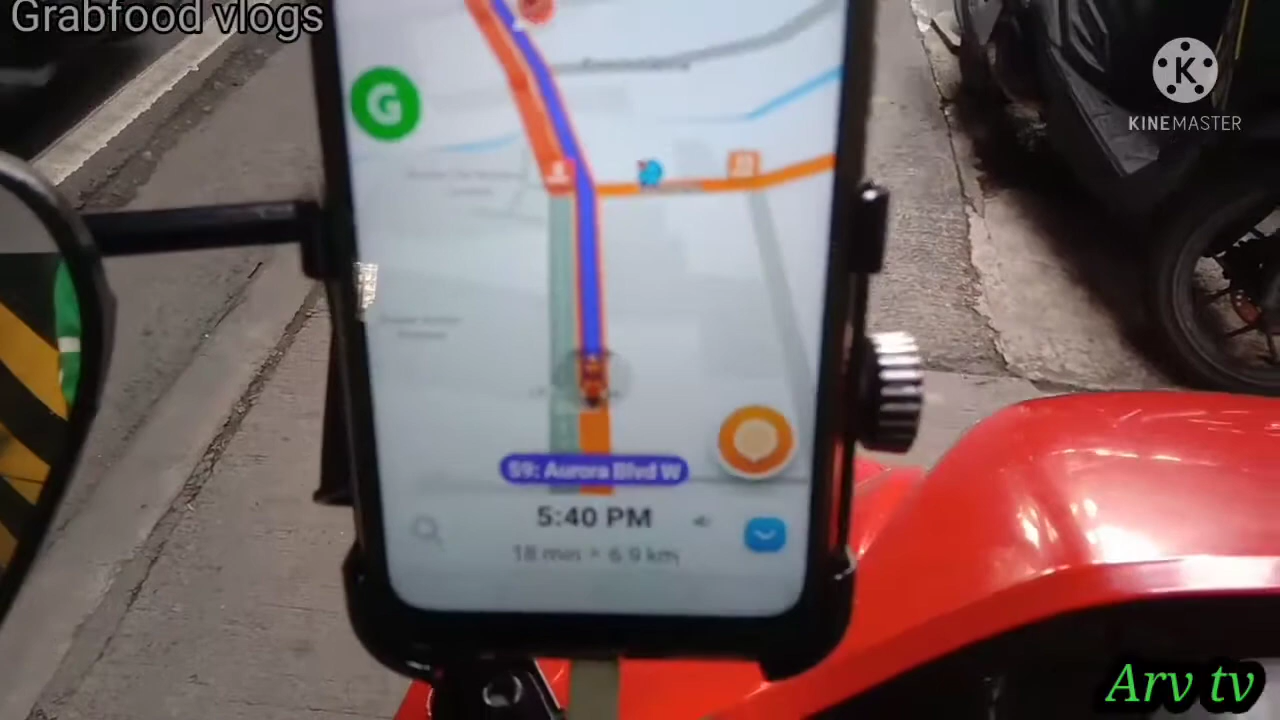 Grabfood vlogs
K
KINEMASTER
G
59: Aurora Blvd W
5:40 PM
18 min • 6.9 km
Arv tv